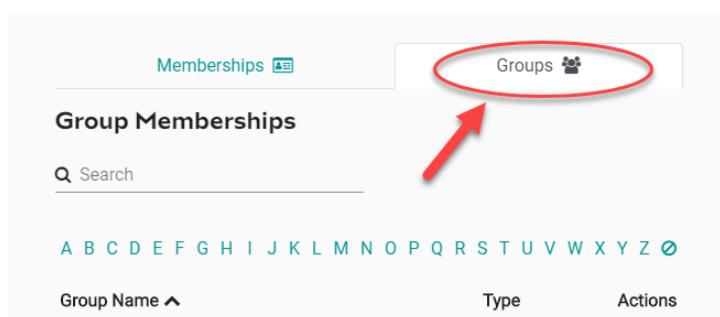 Memberships Groups
Group Memberships
Search
A B C D E F G H I J K L M N O P Q R S T U V W X Y Z
Group Name Type Actions